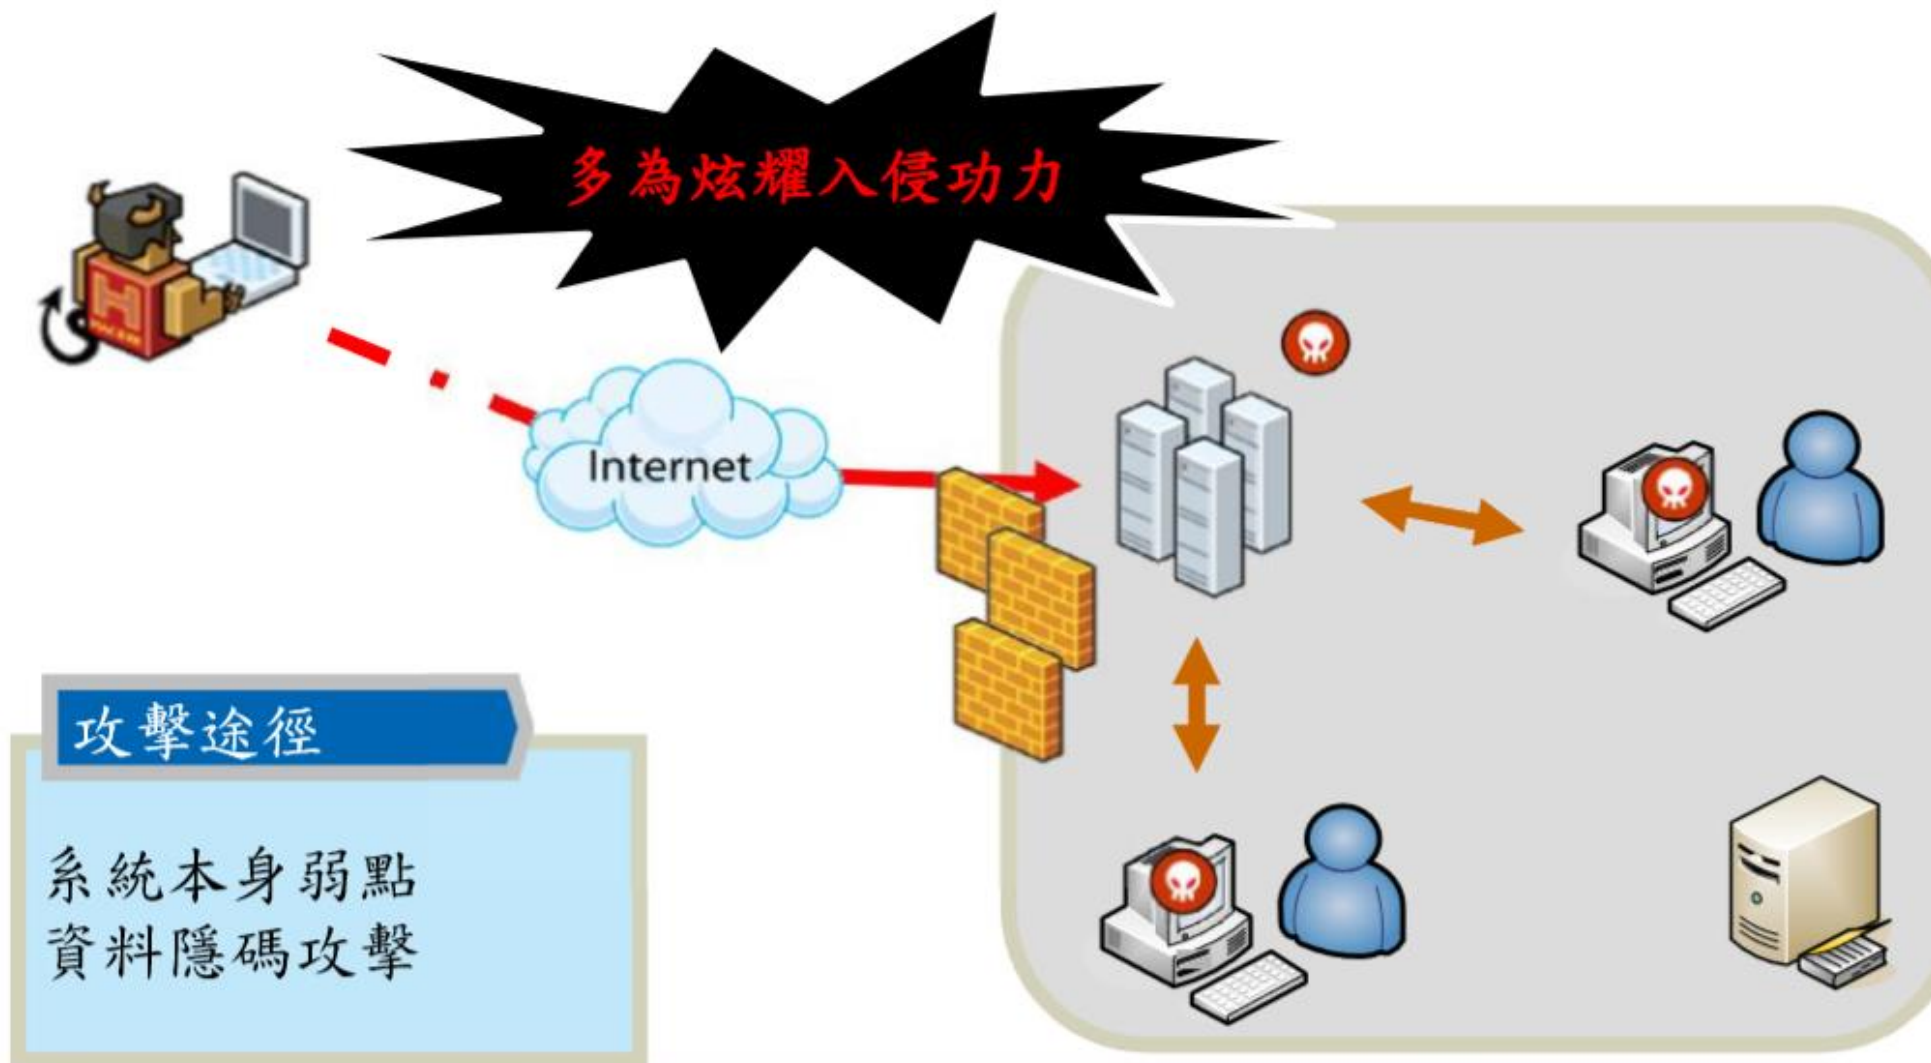 多為炫耀入侵功力
Internet
攻擊途徑
系統本身弱點
資料隱碼攻擊